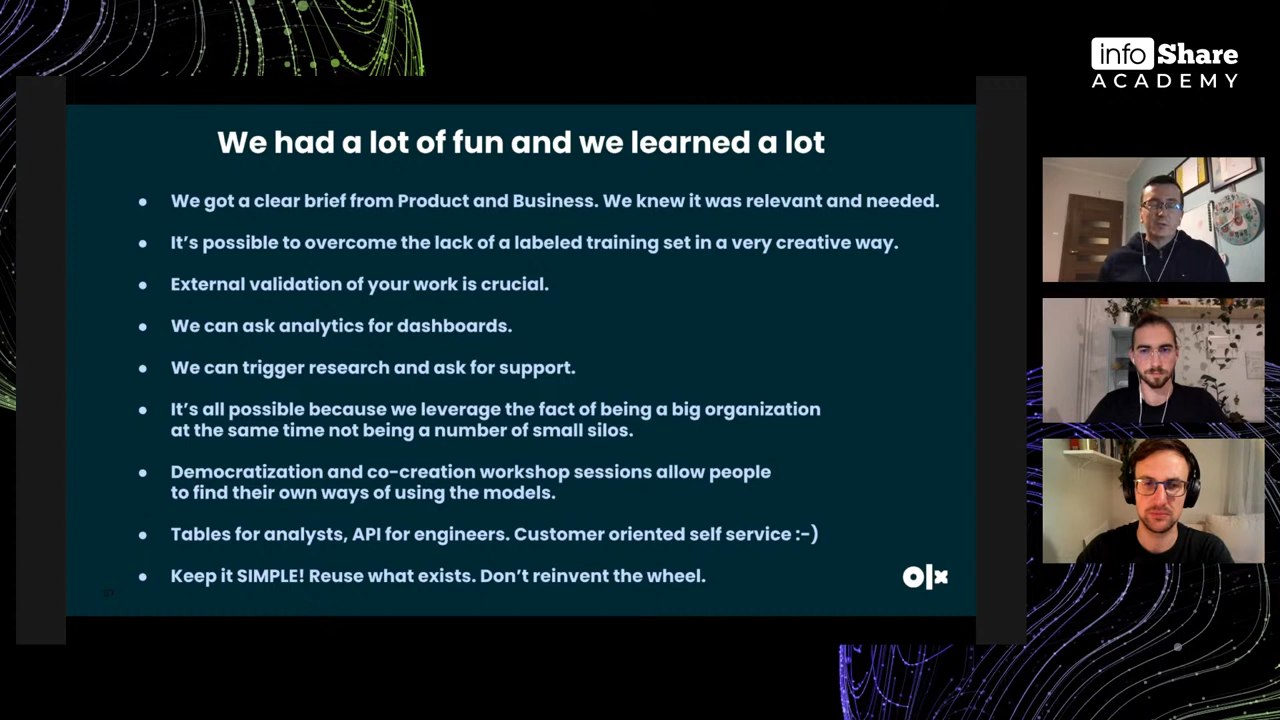 info Share
ACADEMY
We had a lot of fun and we learned a lot
● We got a clear brief from Product and Business. We knew it was relevant and needed.
● It’s possible to overcome the lack of a labeled training set in a very creative way.
● External validation of your work is crucial.
● We can ask analytics for dashboards.
● We can trigger research and ask for support.
● It’s all possible because we leverage the fact of being a big organization
at the same time not being a number of small silos.
● Democratization and co-creation workshop sessions allow people
to find their own ways of using the models.
● Tables for analysts, API for engineers. Customer oriented self service :-)
● Keep it SIMPLE! Reuse what exists. Don’t reinvent the wheel.
olx